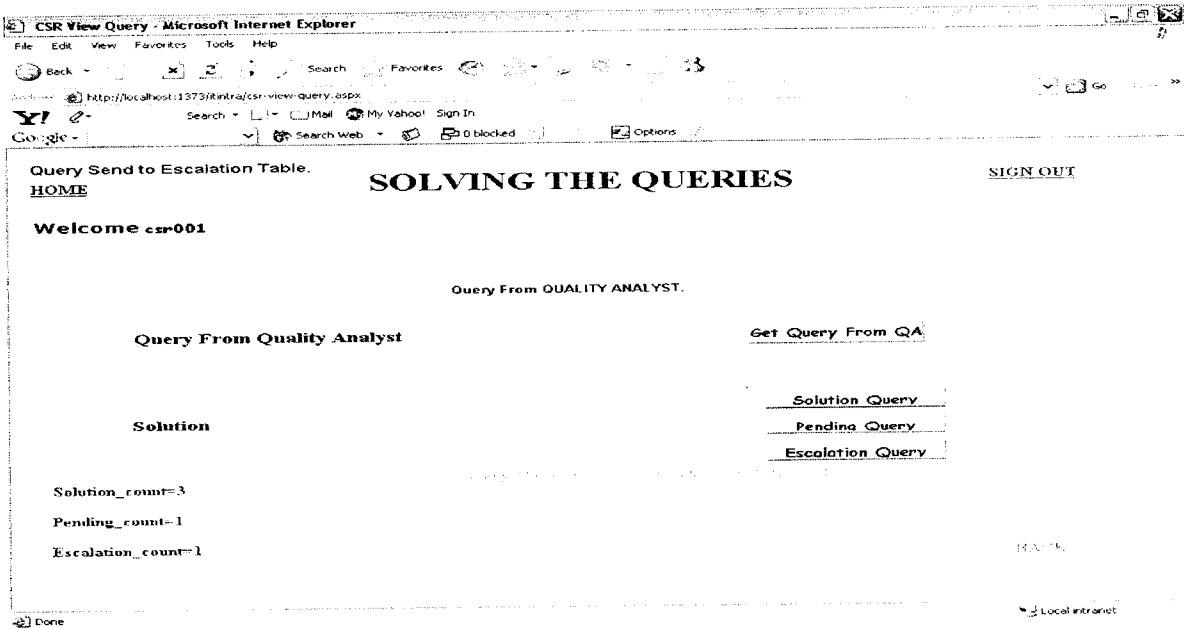 CSR View Query - Microsoft Internet Explorer
File Edit View Favorites Tools Help
Back Search Favorites
http://localhost:1373/itintra/csr-view-query.aspx Go
Y! Search Mail My Yahoo! Sign In
Google Search Web 0 blocked Options
Query Send to Escalation Table.
HOME
SOLVING THE QUERIES
SIGN OUT
Welcome csr001
Query From QUALITY ANALYST.
Query From Quality Analyst
Get Query From QA
Solution Query
Solution
Pending Query
Escalation Query
Solution_count=3
Pending_count=1
Escalation_count=1
BACK
Done
Local intranet